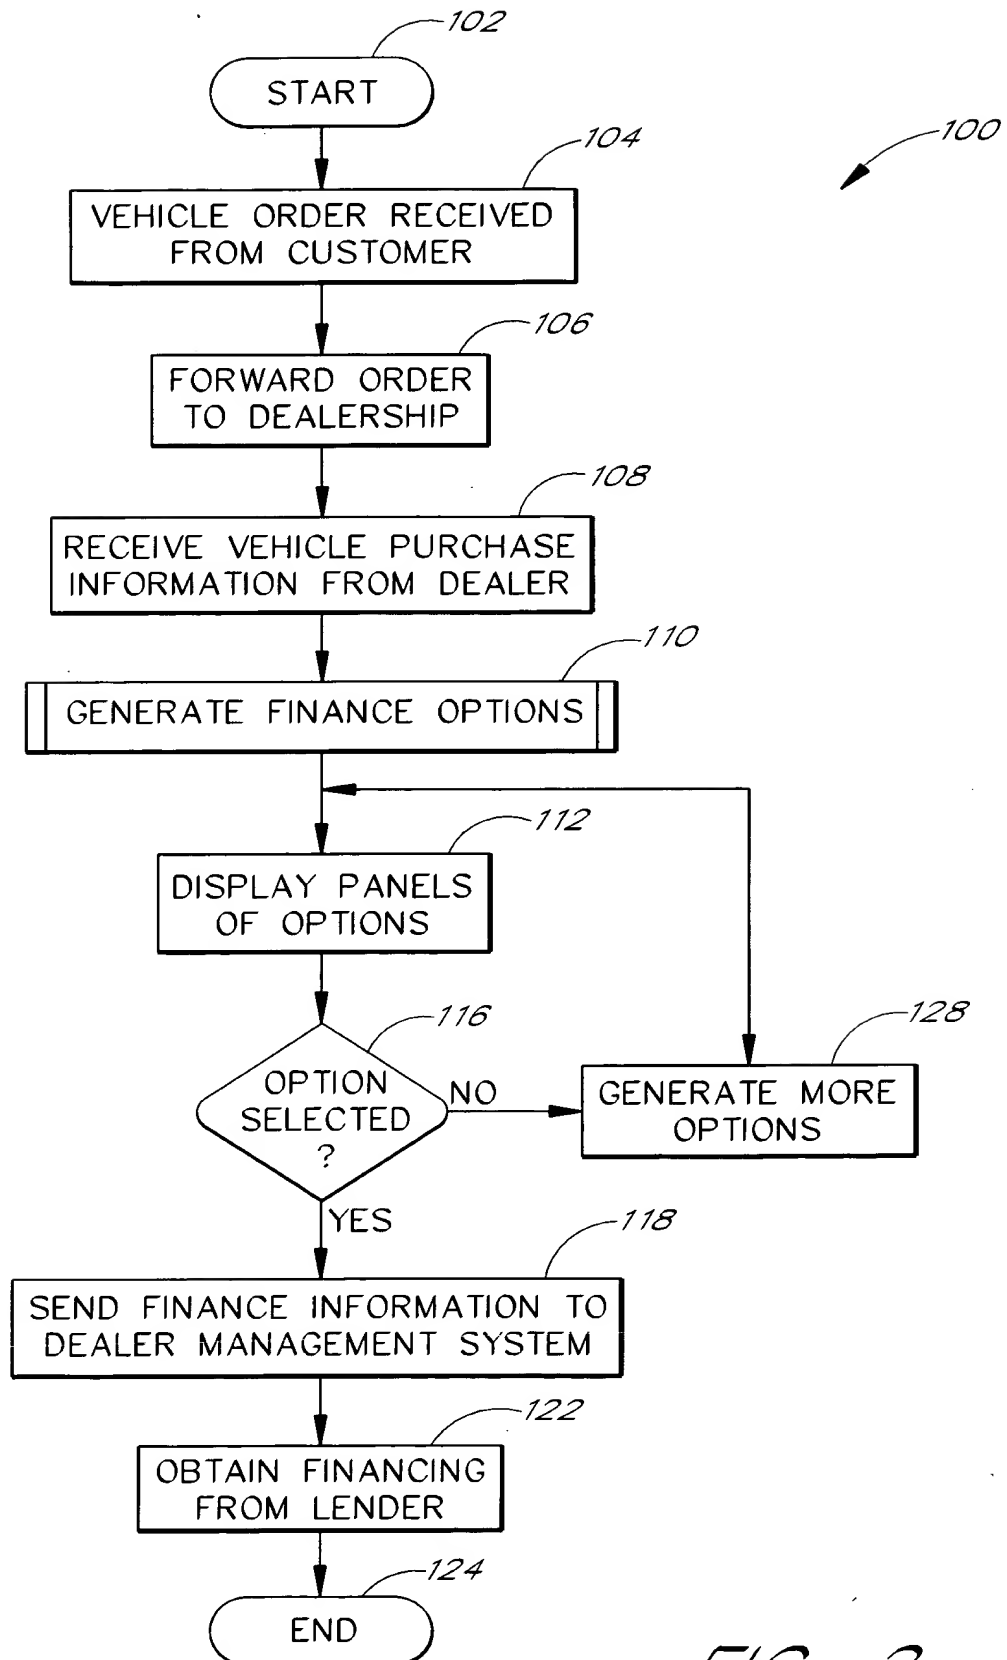 102
START
100
104
VEHICLE ORDER RECEIVED
FROM CUSTOMER
106
FORWARD ORDER
TO DEALERSHIP
108
RECEIVE VEHICLE PURCHASE
INFORMATION FROM DEALER
110
GENERATE FINANCE OPTIONS
112
DISPLAY PANELS
OF OPTIONS
116
OPTION
SELECTED
?
NO
128
GENERATE MORE
OPTIONS
YES
118
SEND FINANCE INFORMATION TO
DEALER MANAGEMENT SYSTEM
122
OBTAIN FINANCING
FROM LENDER
124
END